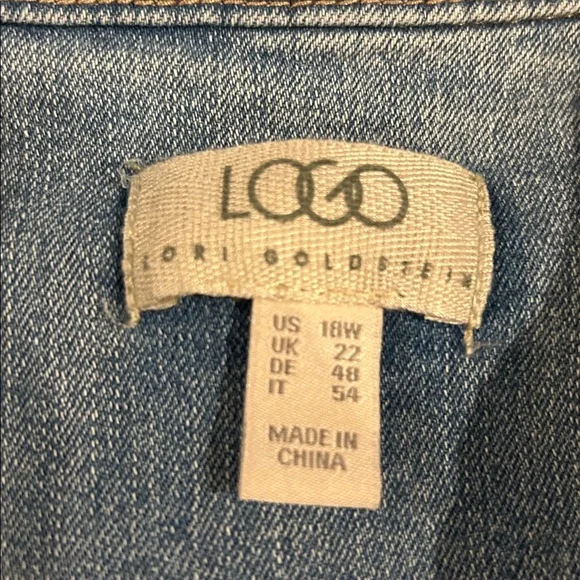 LOGO
LORI GOLDSTEIN
US 18W
UK 22
DE 48
IT 54
MADE IN
CHINA